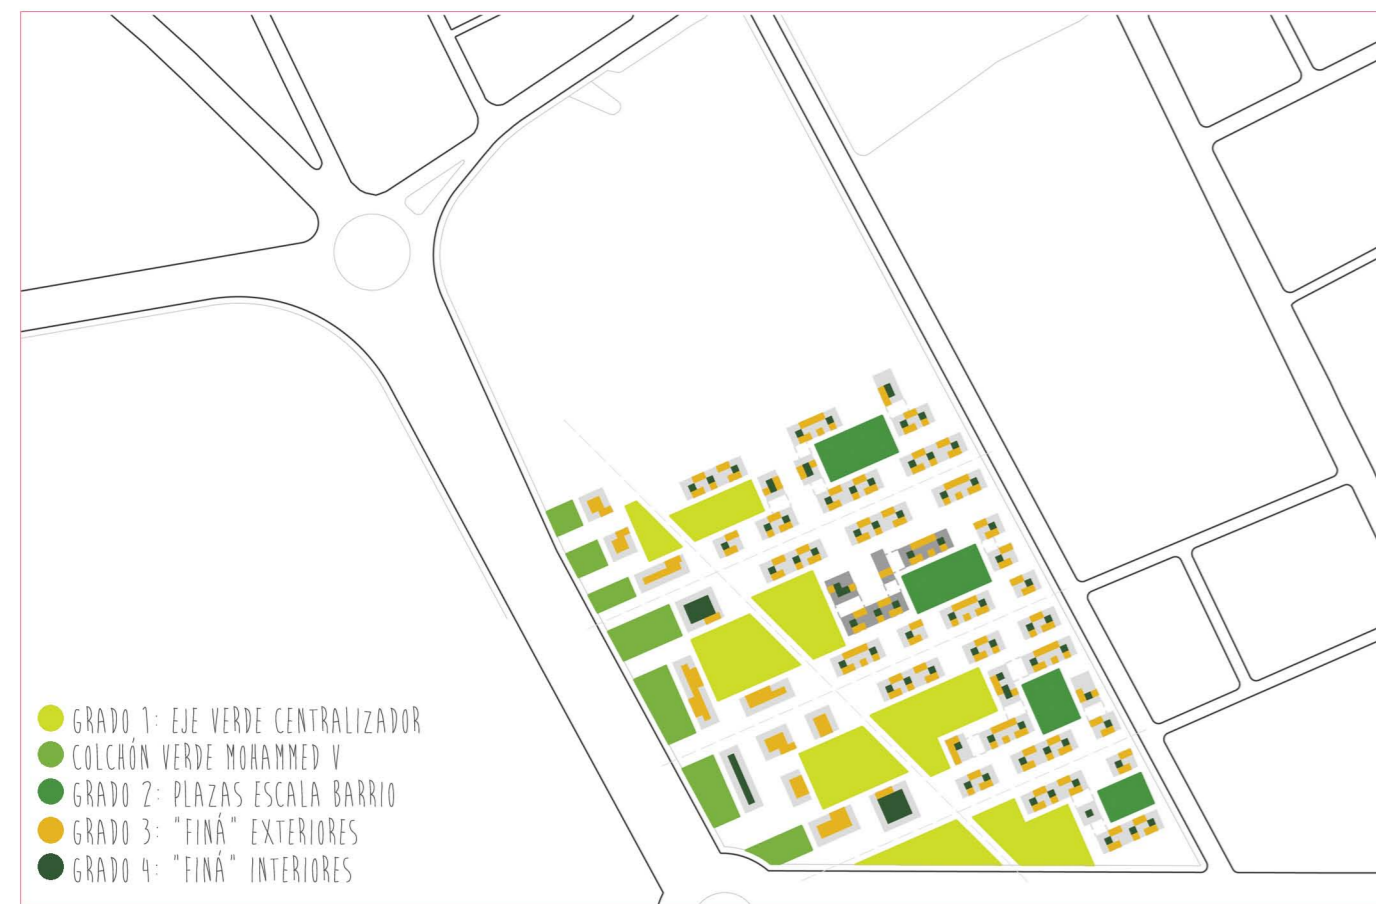 GRADO 1: EJE VERDE CENTRALIZADOR
COLCHÓN VERDE MOHAMMED V
GRADO 2: PLAZAS ESCALA BARRIO
GRADO 3: "FINÁ" EXTERIORES
GRADO 4: "FINÁ" INTERIORES